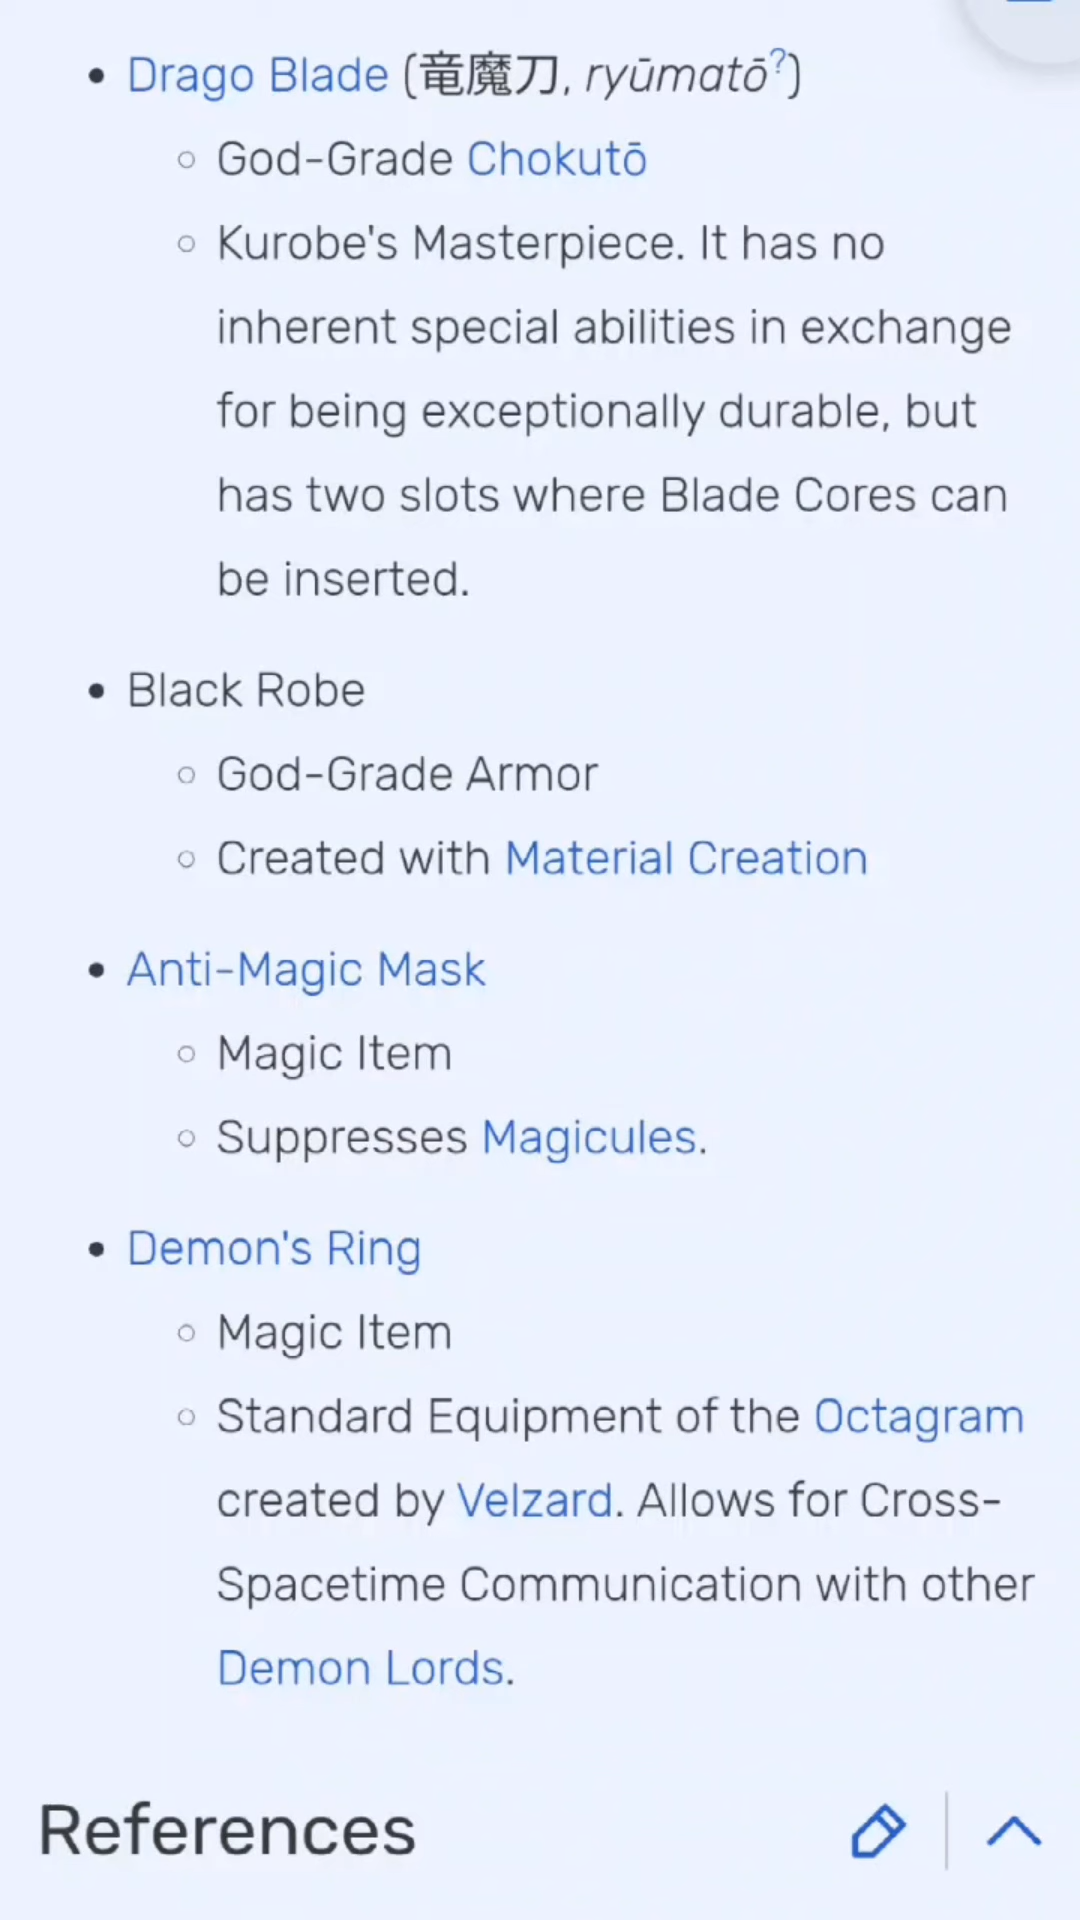 • Drago Blade (竜魔刀, ryūmatō?)
○ God-Grade Chokutō
○ Kurobe's Masterpiece. It has no
inherent special abilities in exchange
for being exceptionally durable, but
has two slots where Blade Cores can
be inserted.
• Black Robe
○ God-Grade Armor
○ Created with Material Creation
• Anti-Magic Mask
○ Magic Item
○ Suppresses Magicules.
• Demon's Ring
○ Magic Item
○ Standard Equipment of the Octagram
created by Velzard. Allows for Cross-
Spacetime Communication with other
Demon Lords.
References